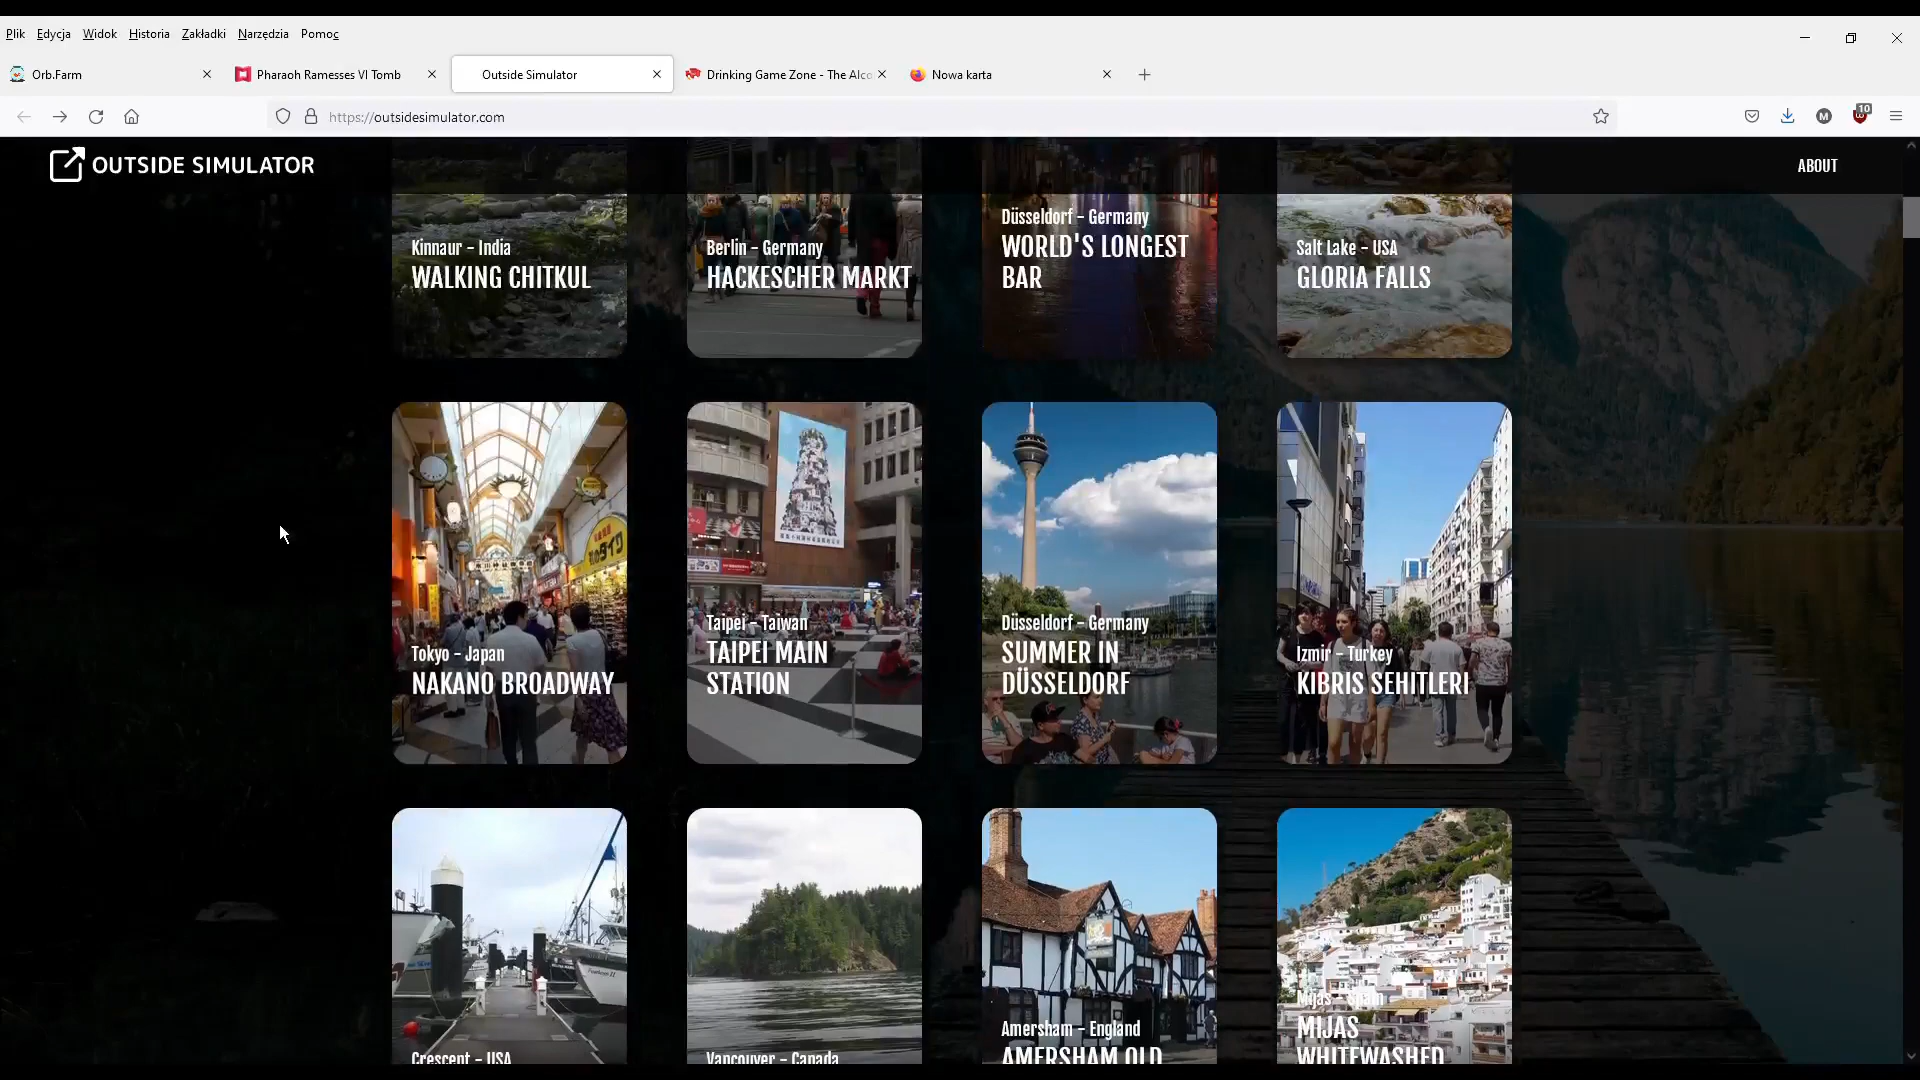 Plik Edycja Widok Historia Zakładki Narzędzia Pomoc
Orb.Farm Pharaoh Ramesses VI Tomb Outside Simulator Drinking Game Zone - The Alco Nowa karta
https://outsidesimulator.com
10
M
OUTSIDE SIMULATOR
ABOUT
Kinnaur - India
WALKING CHITKUL
Berlin - Germany
HACKESCHER MARKT
Düsseldorf - Germany
WORLD'S LONGEST
BAR
Salt Lake - USA
GLORIA FALLS
Tokyo - Japan
NAKANO BROADWAY
Taipei - Taiwan
TAIPEI MAIN
STATION
Düsseldorf - Germany
SUMMER IN
DÜSSELDORF
Izmir - Turkey
KIBRIS SEHITLERI
Crescent - USA
Vancouver - Canada
Amersham - England
AMERSHAM OLD
Mijas - Spain
MIJAS
WHITEWASHED